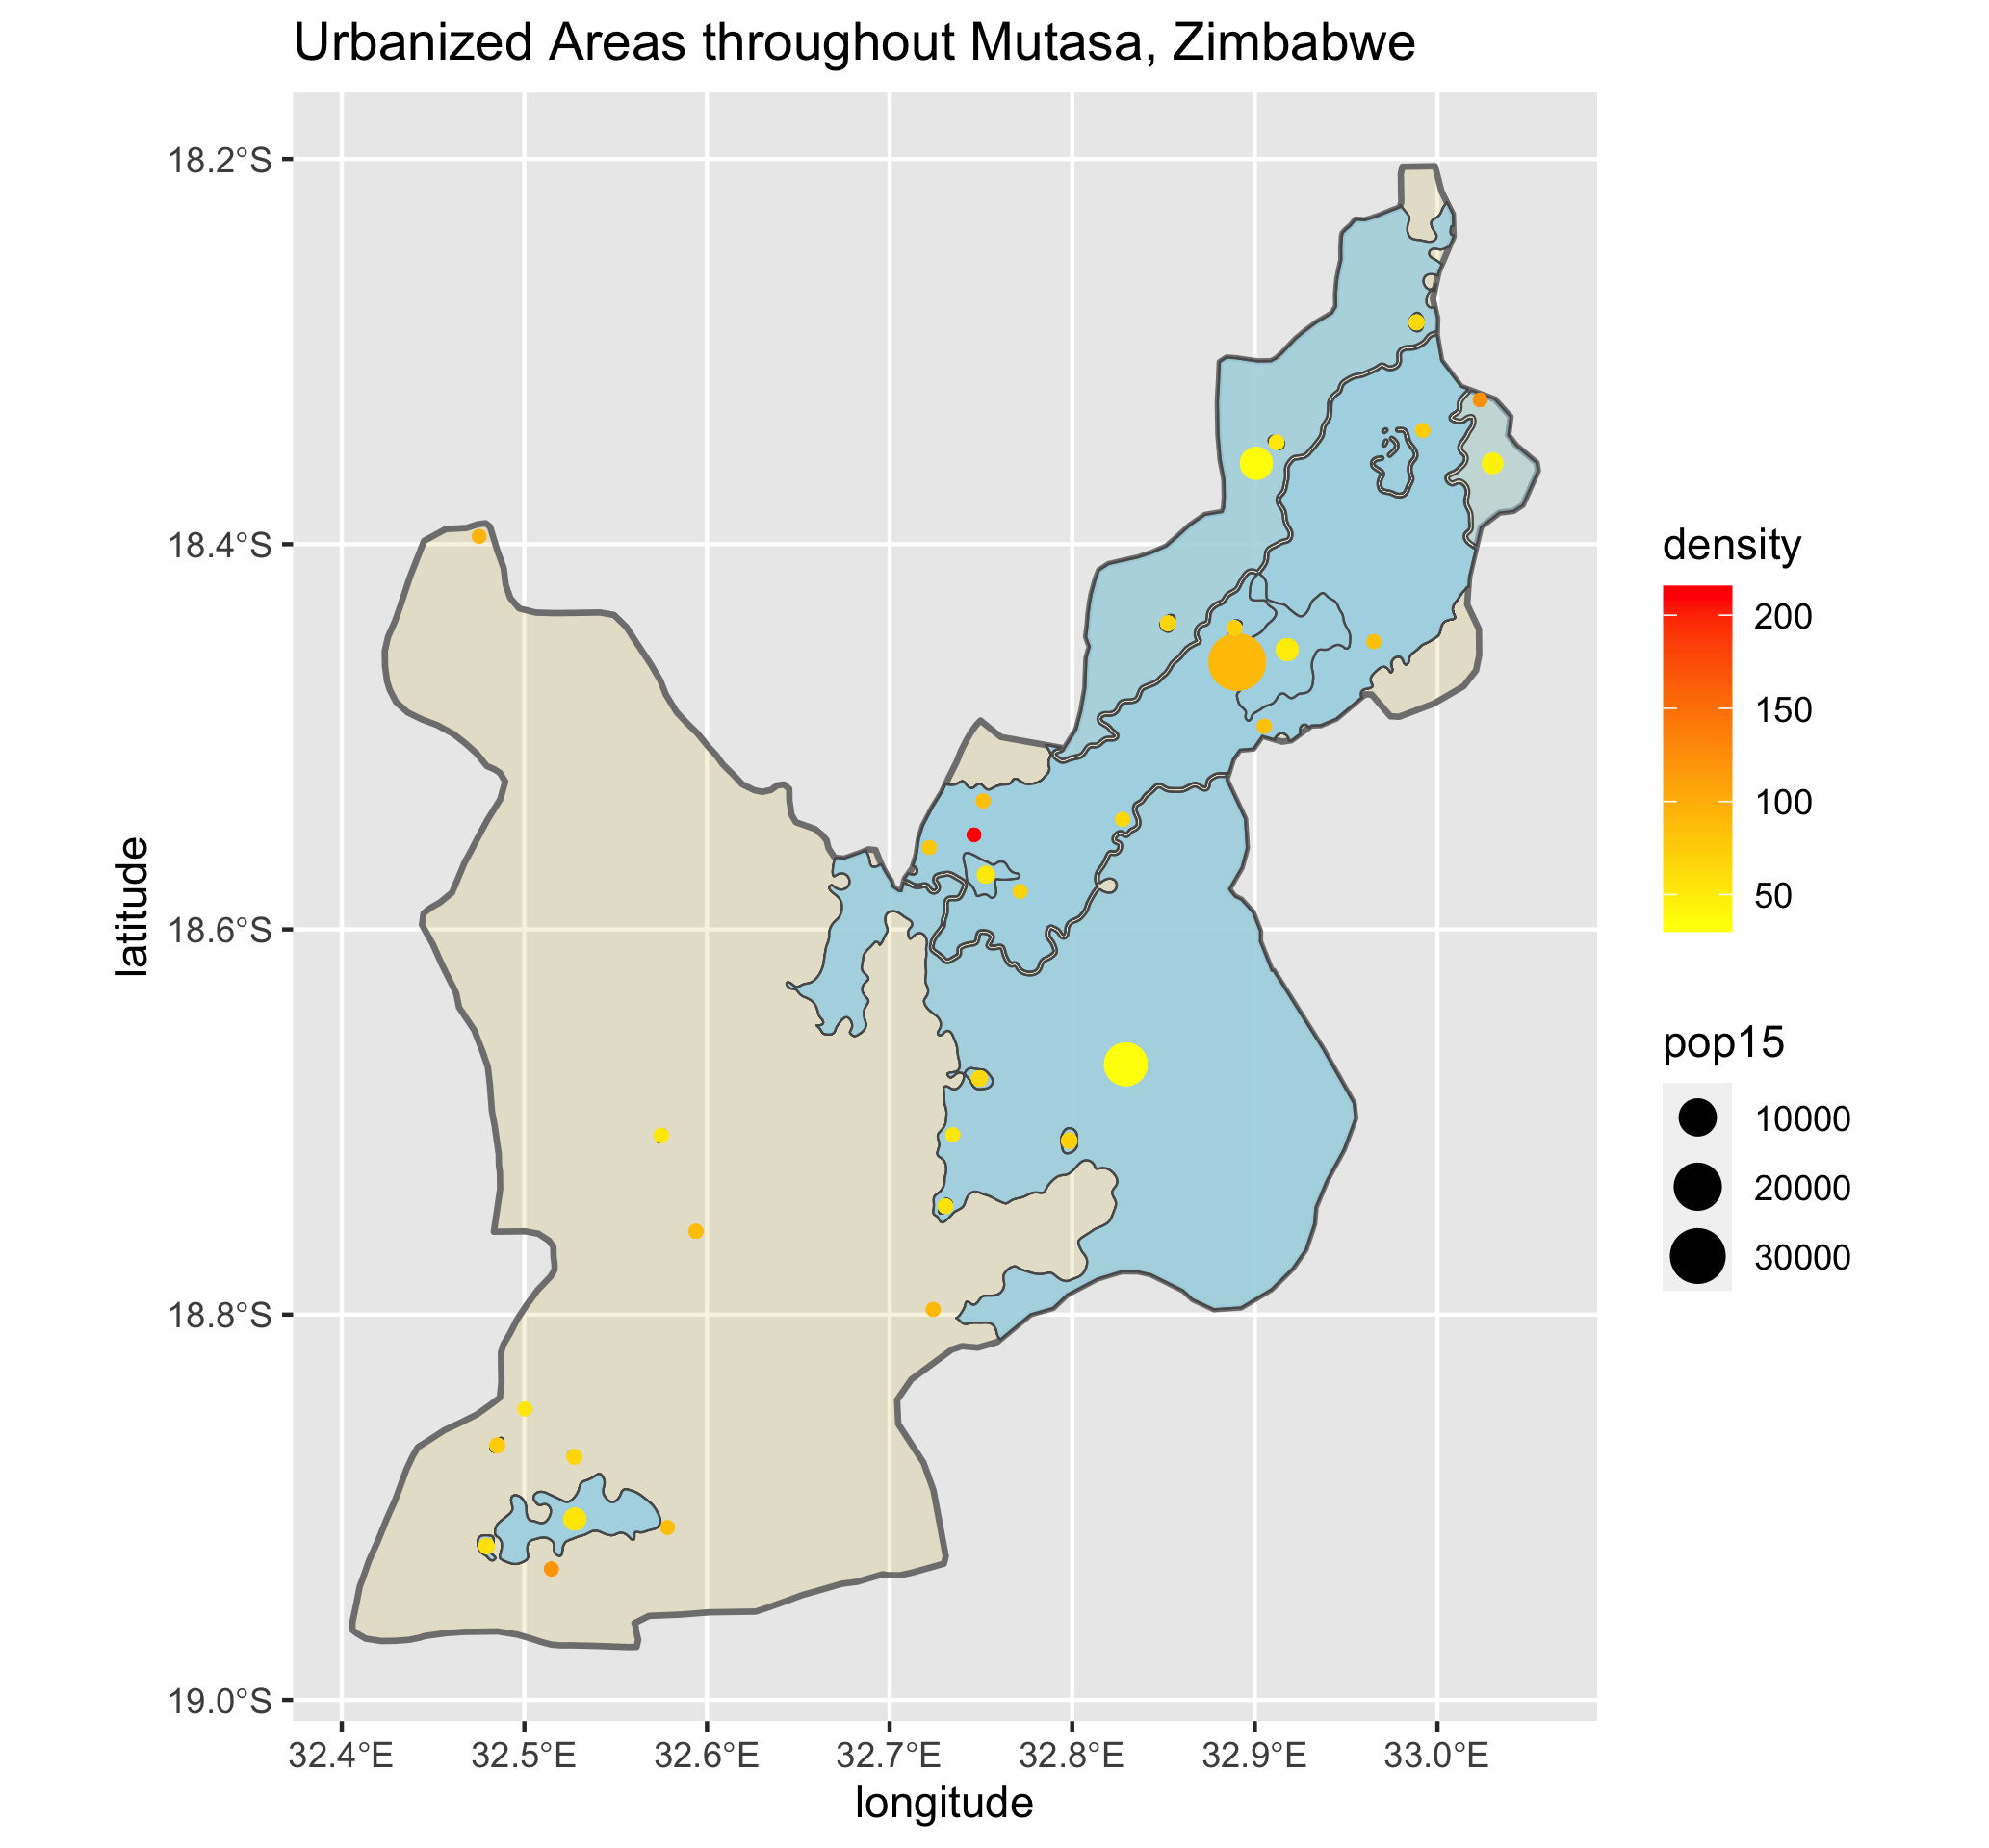 Urbanized Areas throughout Mutasa, Zimbabwe
18.2°S
18.4°S
18.6°S
18.8°S
19.0°S
latitude
32.4°E
32.5°E
32.6°E
32.7°E
32.8°E
32.9°E
33.0°E
longitude
density
200
150
100
50
pop15
10000
20000
30000